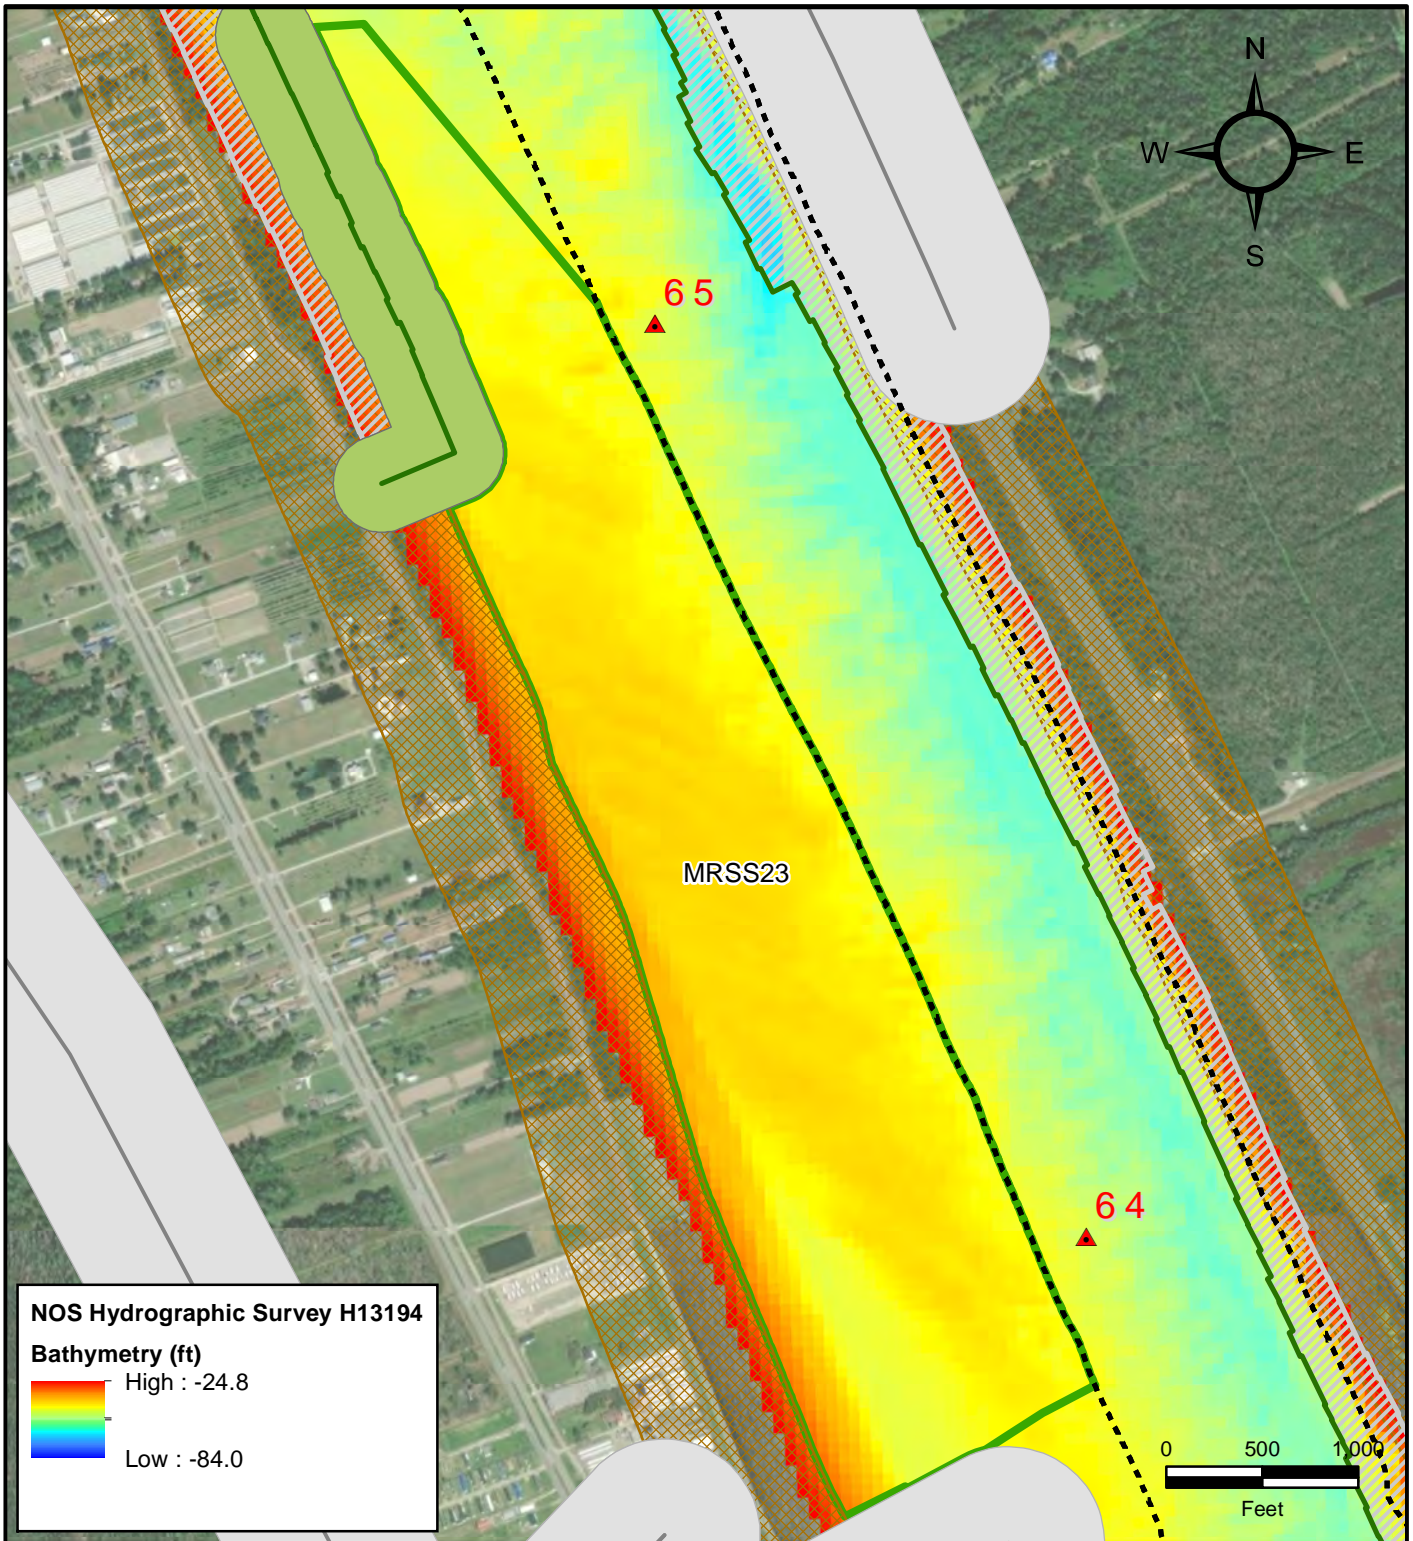 N
W E
S
6 5
MRSS23
6 4
NOS Hydrographic Survey H13194
Bathymetry (ft)
High : -24.8
Low : -84.0
0 500 1,000
Feet